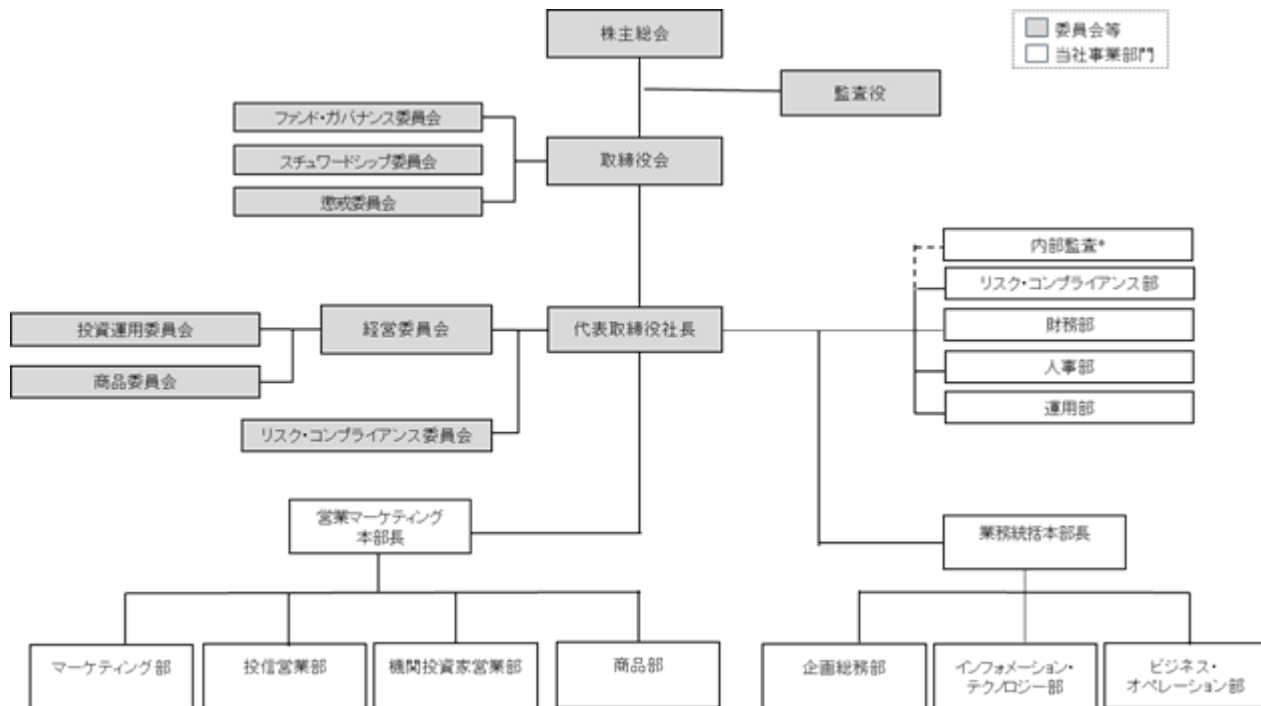 株主総会
委員会等
当社事業部門
監査役
ファンド・ガバナンス委員会
スチュワードシップ委員会
懲戒委員会
取締役会
内部監査*
リスク・コンプライアンス部
財務部
人事部
運用部
投資運用委員会
商品委員会
経営委員会
代表取締役社長
リスク・コンプライアンス委員会
営業マーケティング
本部長
業務統括本部長
マーケティング部
投信営業部
機関投資家営業部
商品部
企画総務部
インフォメーション・
テクノロジー部
ビジネス・
オペレーション部